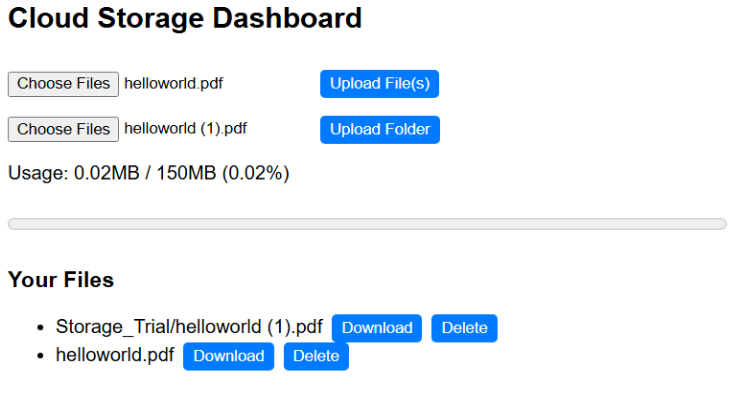 Cloud Storage Dashboard
Choose Files helloworld.pdf Upload File(s)
Choose Files helloworld (1).pdf Upload Folder
Usage: 0.02MB / 150MB (0.02%)
Your Files
Storage_Trial/helloworld (1).pdf Download Delete
helloworld.pdf Download Delete